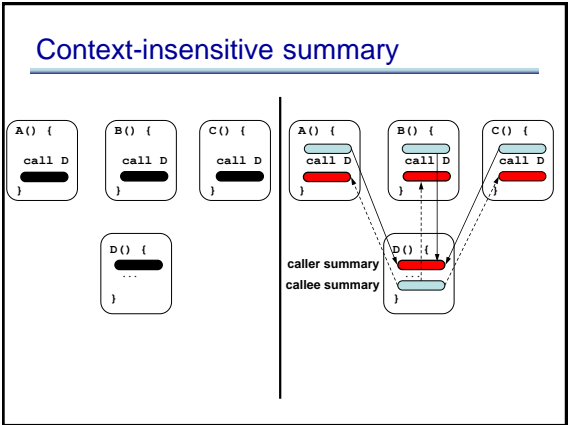 Context-insensitive summary
A() {
call D
}
B() {
call D
}
C() {
call D
}
D() {
...
}
A() {
call D
}
B() {
call D
}
C() {
call D
}
D() {
caller summary
...
callee summary
}